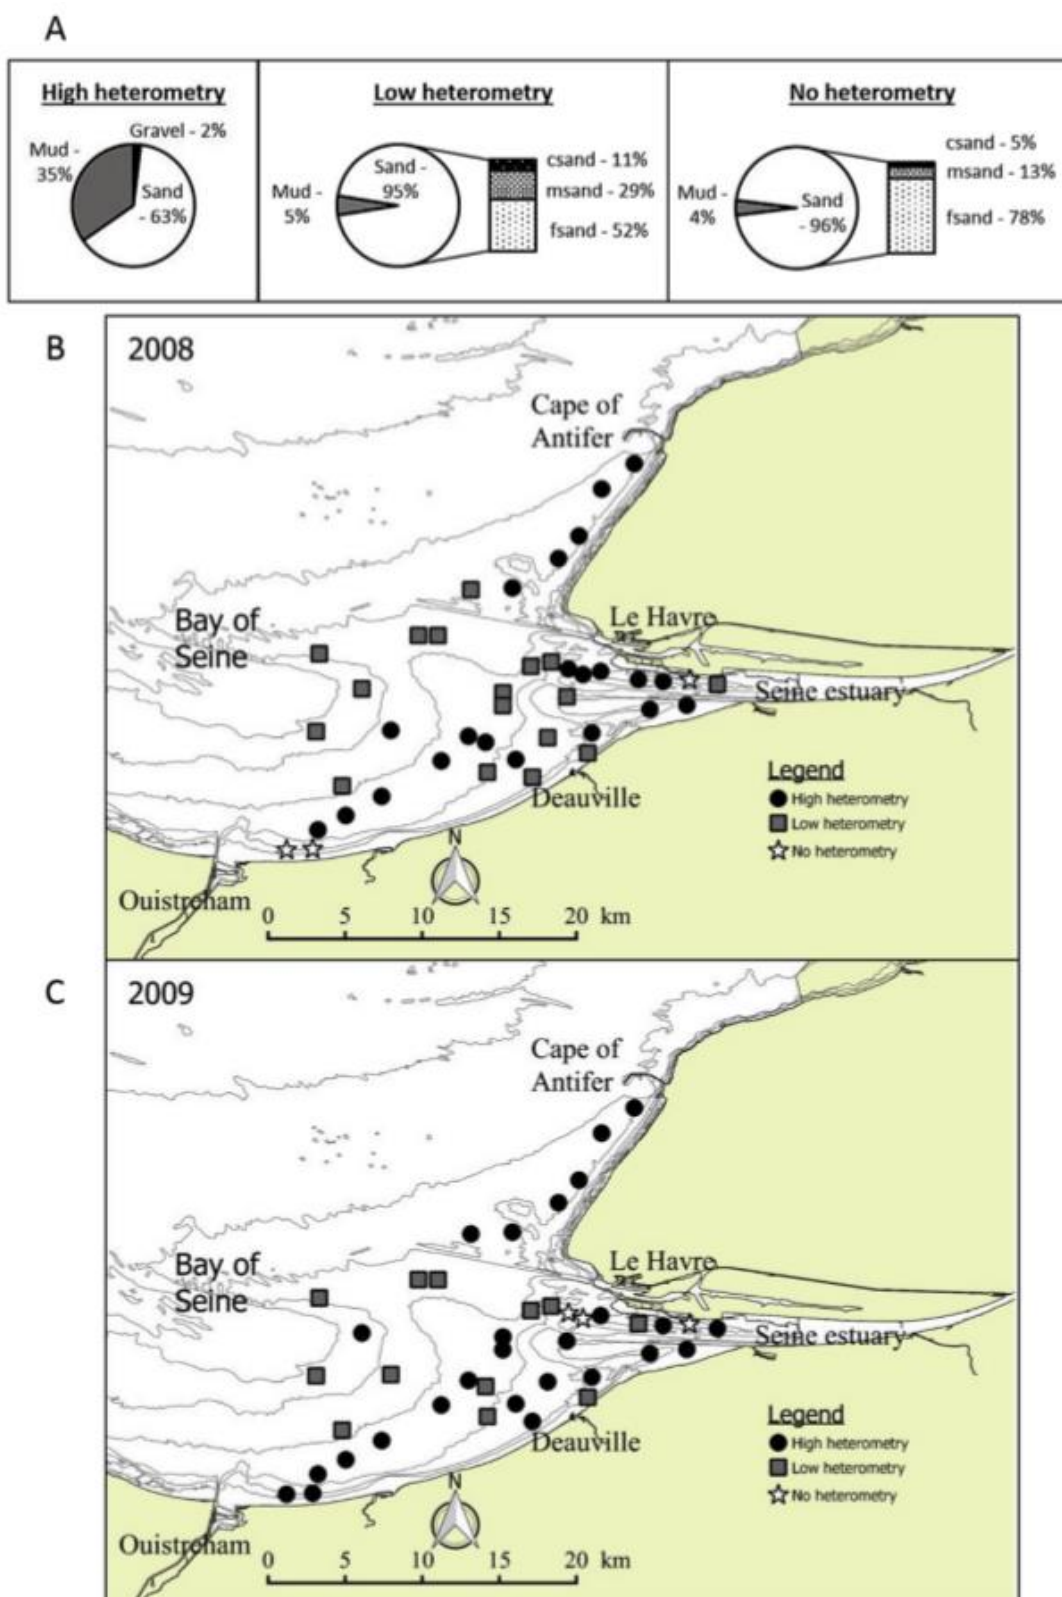 A
High heterometry
Gravel - 2%
Mud -
35%
Sand
- 63%
Low heterometry
Sand -
95%
Mud -
5%
csand - 11%
msand - 29%
fsand - 52%
No heterometry
Mud -
4%
Sand
- 96%
csand - 5%
msand - 13%
fsand - 78%
B
2008
Cape of
Antifer
Bay of
Seine
Le Havre
Seine estuary
Deauville
Legend
High heterometry
Low heterometry
No heterometry
Ouistreham
N
0 5 10 15 20 km
C
2009
Cape of
Antifer
Bay of
Seine
Le Havre
Seine estuary
Deauville
Legend
High heterometry
Low heterometry
No heterometry
Ouistreham
N
0 5 10 15 20 km